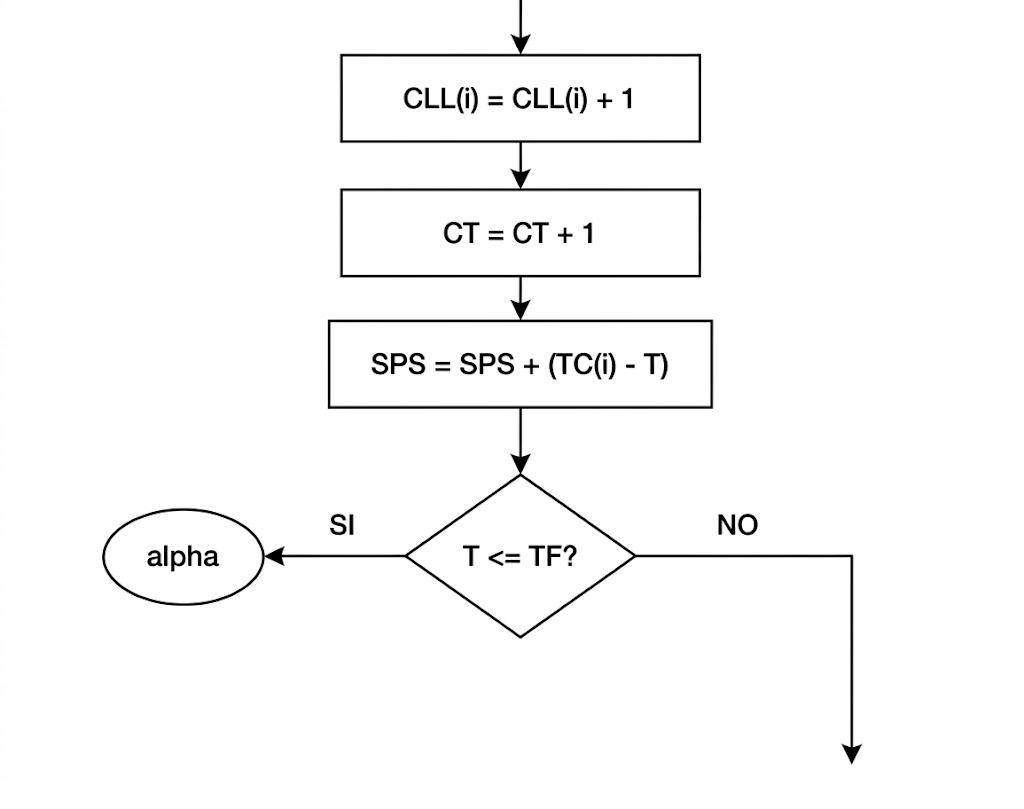 CLL(i) = CLL(i) + 1
CT = CT + 1
SPS = SPS + (TC(i) - T)
SI
NO
alpha
T <= TF?